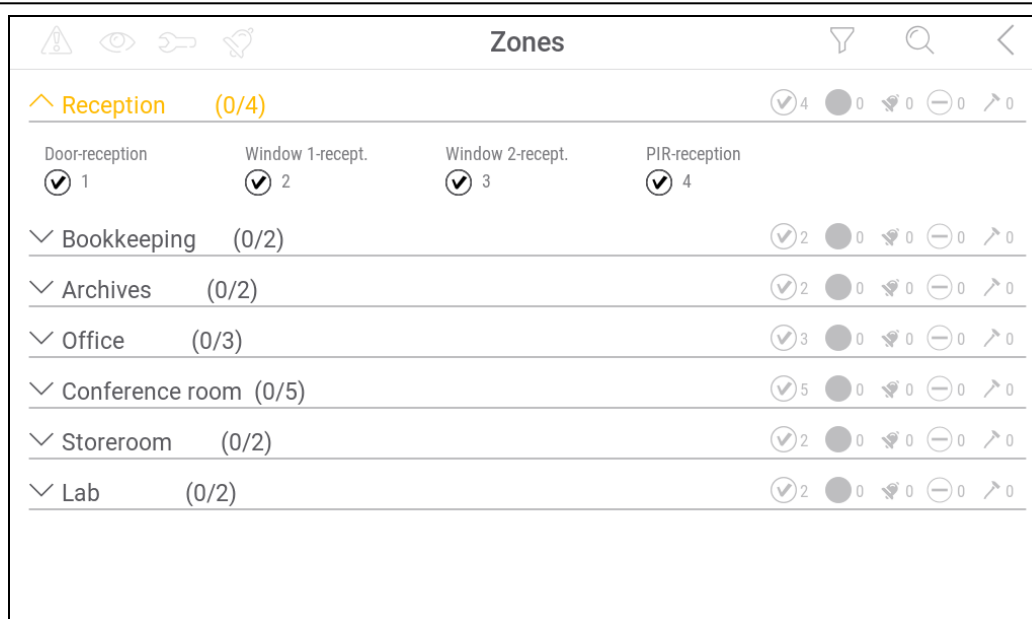 Zones
Reception (0/4) 4 0 0 0 0
Door-reception Window 1-recept. Window 2-recept. PIR-reception
1 2 3 4
Bookkeeping (0/2) 2 0 0 0 0
Archives (0/2) 2 0 0 0 0
Office (0/3) 3 0 0 0 0
Conference room (0/5) 5 0 0 0 0
Storeroom (0/2) 2 0 0 0 0
Lab (0/2) 2 0 0 0 0